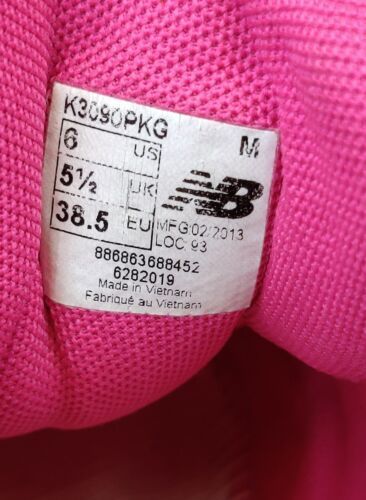 K3090PKG
M
6 US
5½ UK
38.5 EU
NB
MFG 02/2013
LOC: 93
886863688452
6282019
Made in Vietnam
Fabriqué au Vietnam